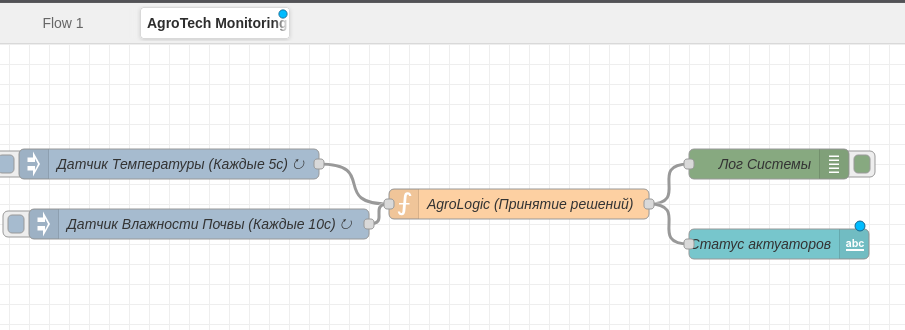 Flow 1
AgroTech Monitoring
Датчик Температуры (Каждые 5с) ↻
Лог Системы
AgroLogic (Принятие решений)
Датчик Влажности Почвы (Каждые 10с) ↻
Статус актуаторов
abc